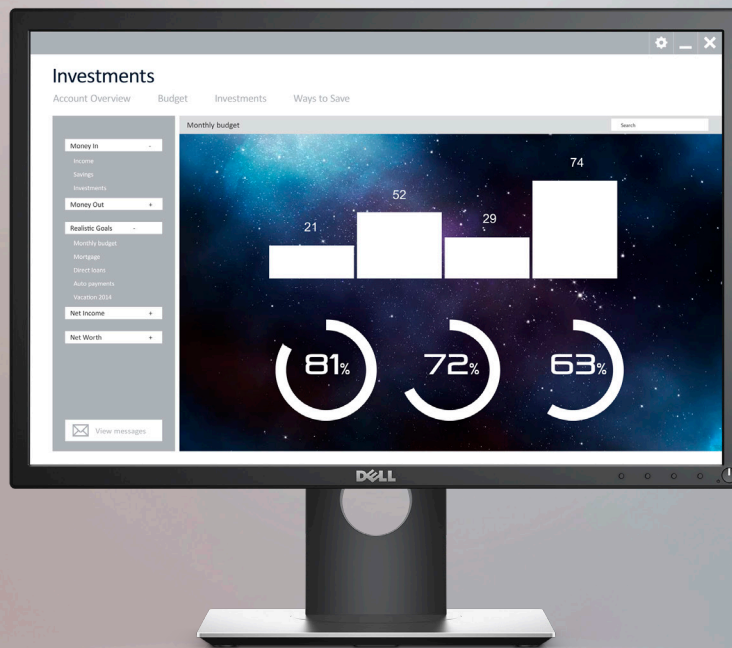 Investments
Account Overview Budget Investments Ways to Save
Monthly budget Search
Money In -
Income
Savings
Investments
Money Out +
Realistic Goals -
Monthly budget
Mortgage
Direct loans
Auto payments
Vacation 2014
Net Income +
Net Worth +
View messages
21 52 29 74
81% 72% 63%
DELL